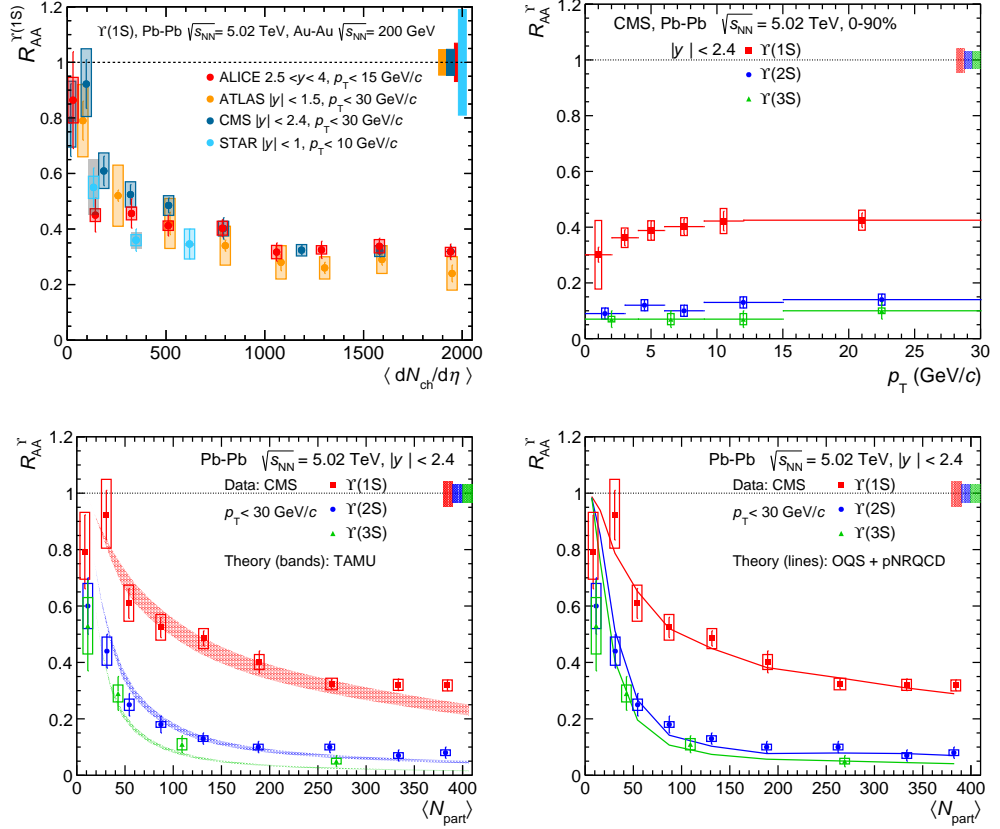 R_AA^Υ(1S)
Υ(1S), Pb-Pb √s_NN = 5.02 TeV, Au-Au √s_NN = 200 GeV
ALICE 2.5 <y< 4, p_T < 15 GeV/c
ATLAS |y| < 1.5, p_T < 30 GeV/c
CMS |y| < 2.4, p_T < 30 GeV/c
STAR |y| < 1, p_T < 10 GeV/c
1.2
1
0.8
0.6
0.4
0.2
0
0 500 1000 1500 2000
⟨ dN_ch/dη ⟩
R_AA^Υ
CMS, Pb-Pb √s_NN = 5.02 TeV, 0-90%
|y| < 2.4
Υ(1S)
Υ(2S)
Υ(3S)
1.2
1
0.8
0.6
0.4
0.2
0
0 5 10 15 20 25 30
p_T (GeV/c)
R_AA^Υ
Pb-Pb √s_NN = 5.02 TeV, |y| < 2.4
Data: CMS
p_T < 30 GeV/c
Υ(1S)
Υ(2S)
Υ(3S)
Theory (bands): TAMU
1.2
1
0.8
0.6
0.4
0.2
0
0 50 100 150 200 250 300 350 400
⟨N_part⟩
R_AA^Υ
Pb-Pb √s_NN = 5.02 TeV, |y| < 2.4
Data: CMS
p_T < 30 GeV/c
Υ(1S)
Υ(2S)
Υ(3S)
Theory (lines): OQS + pNRQCD
1.2
1
0.8
0.6
0.4
0.2
0
0 50 100 150 200 250 300 350 400
⟨N_part⟩